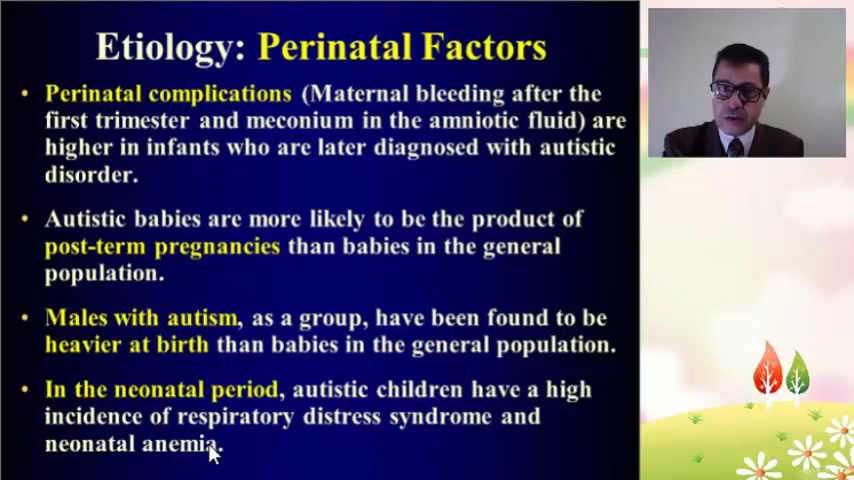 Etiology: Perinatal Factors
• Perinatal complications (Maternal bleeding after the
first trimester and meconium in the amniotic fluid) are
higher in infants who are later diagnosed with autistic
disorder.
• Autistic babies are more likely to be the product of
post-term pregnancies than babies in the general
population.
• Males with autism, as a group, have been found to be
heavier at birth than babies in the general population.
• In the neonatal period, autistic children have a high
incidence of respiratory distress syndrome and
neonatal anemia.